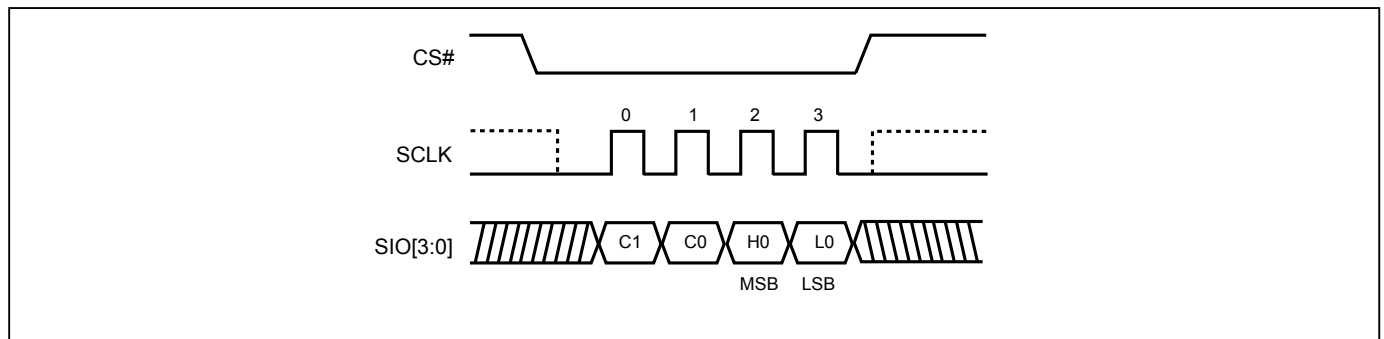 CS#
0 1 2 3
SCLK
SIO[3:0] C1 C0 H0 L0
MSB LSB